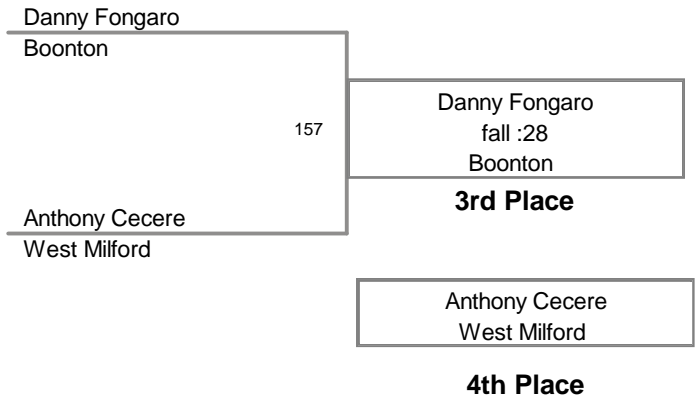 Danny Fongaro
Boonton
157
Danny Fongaro
fall :28
Boonton
3rd Place
Anthony Cecere
West Milford
Anthony Cecere
West Milford
4th Place